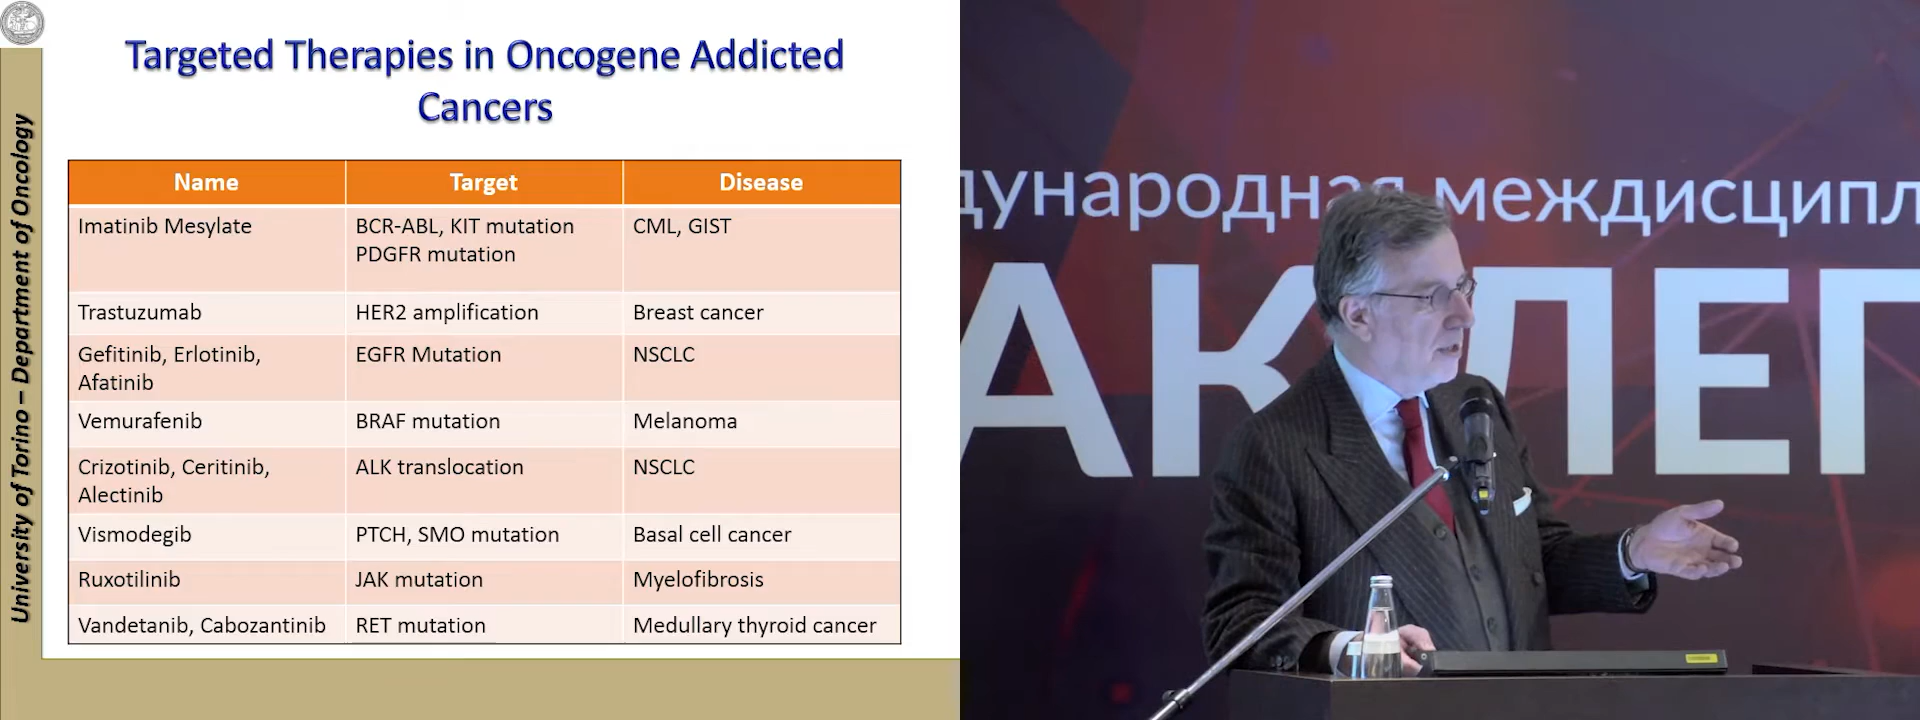 Targeted Therapies in Oncogene Addicted
Cancers
University of Torino – Department of Oncology
Name Target Disease
Imatinib Mesylate BCR-ABL, KIT mutation CML, GIST
PDGFR mutation
Trastuzumab HER2 amplification Breast cancer
Gefitinib, Erlotinib, EGFR Mutation NSCLC
Afatinib
Vemurafenib BRAF mutation Melanoma
Crizotinib, Ceritinib, ALK translocation NSCLC
Alectinib
Vismodegib PTCH, SMO mutation Basal cell cancer
Ruxotilinib JAK mutation Myelofibrosis
Vandetanib, Cabozantinib RET mutation Medullary thyroid cancer
дународная междисципл